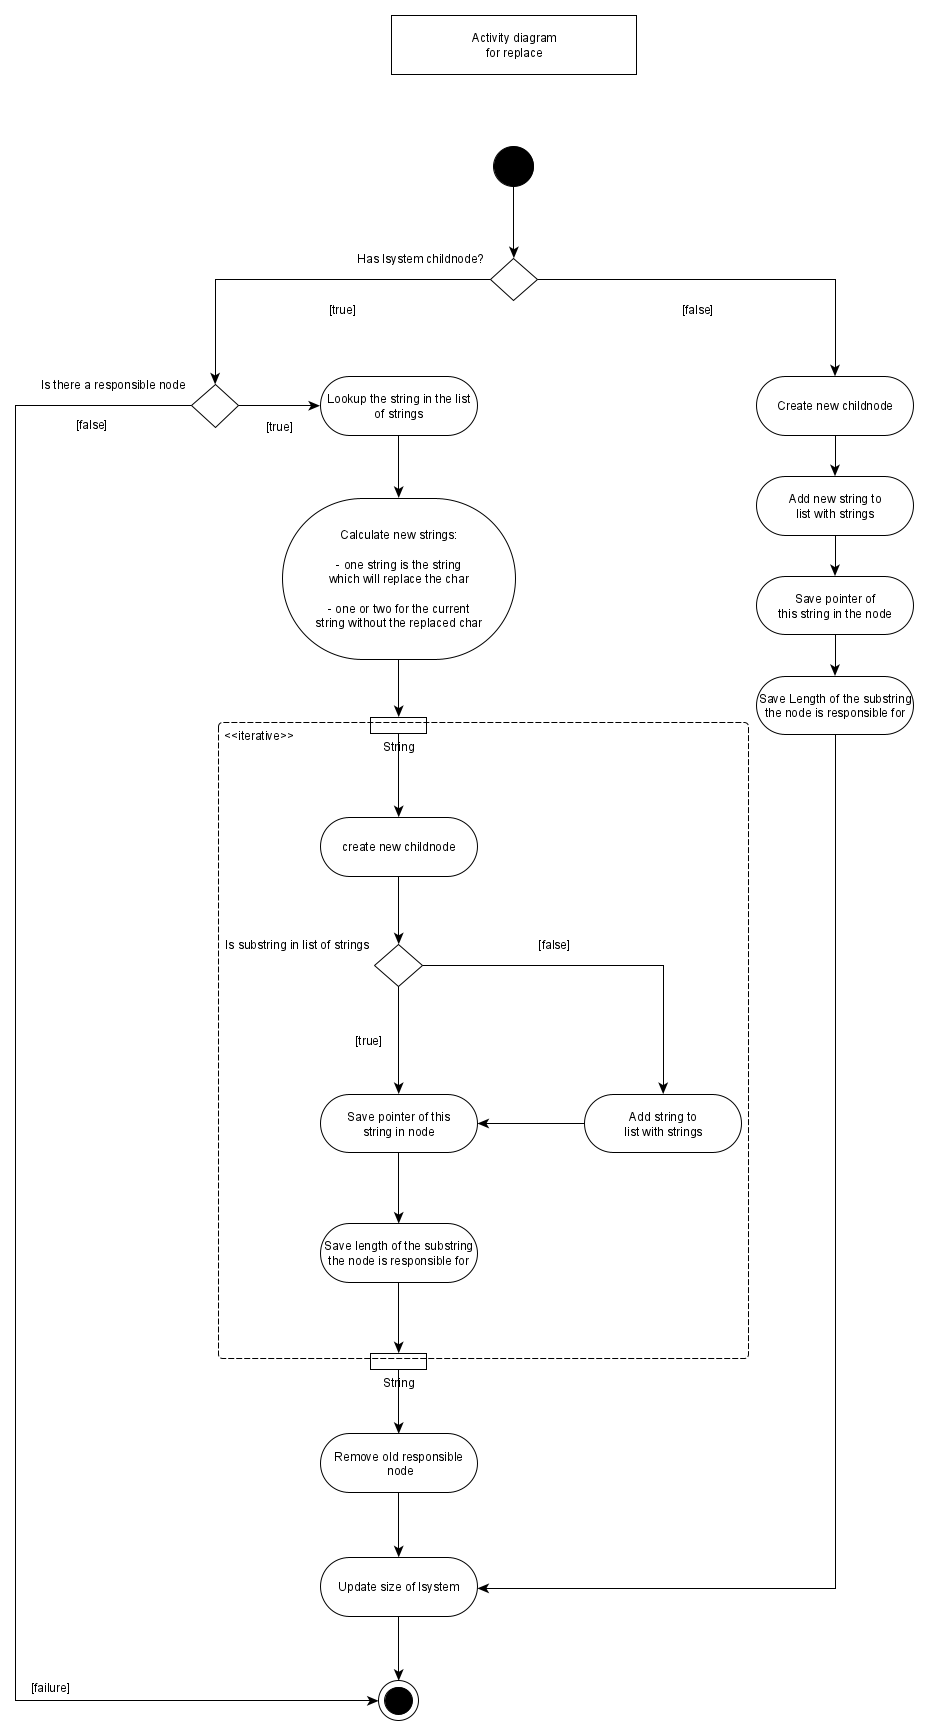 Activity diagram
for replace
Has lsystem childnode?
[true]
[false]
Is there a responsible node
[false]
[true]
Lookup the string in the list
of strings
Create new childnode
Add new string to
list with strings
Calculate new strings:
- one string is the string
which will replace the char
- one or two for the current
string without the replaced char
Save pointer of
this string in the node
Save Length of the substring
the node is responsible for
<<iterative>>
String
create new childnode
Is substring in list of strings
[false]
[true]
Save pointer of this
string in node
Add string to
list with strings
Save length of the substring
the node is responsible for
String
Remove old responsible
node
Update size of lsystem
[failure]